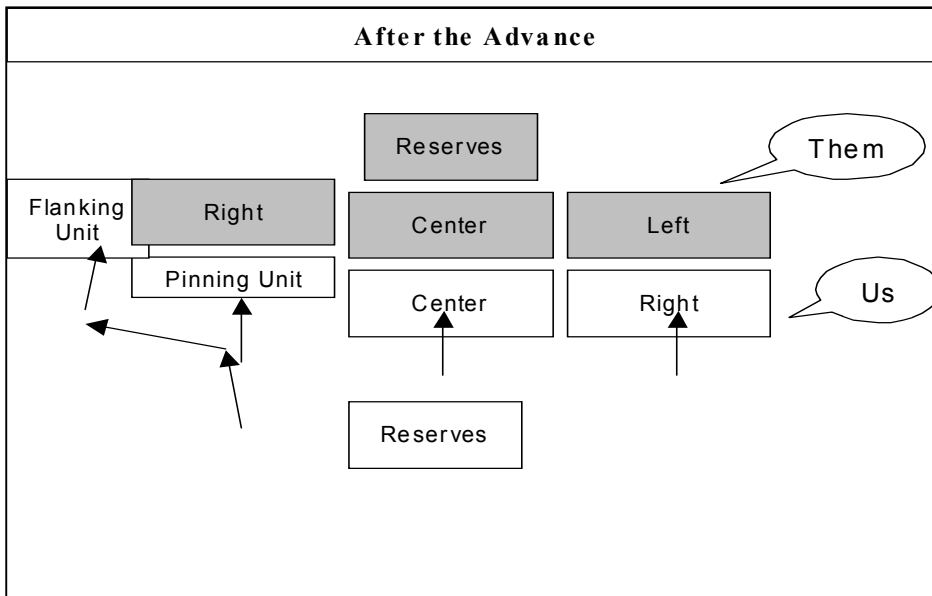 After the Advance
Reserves
Them
Flanking
Unit
Right
Center
Left
Pinning Unit
Center
Right
Us
Reserves